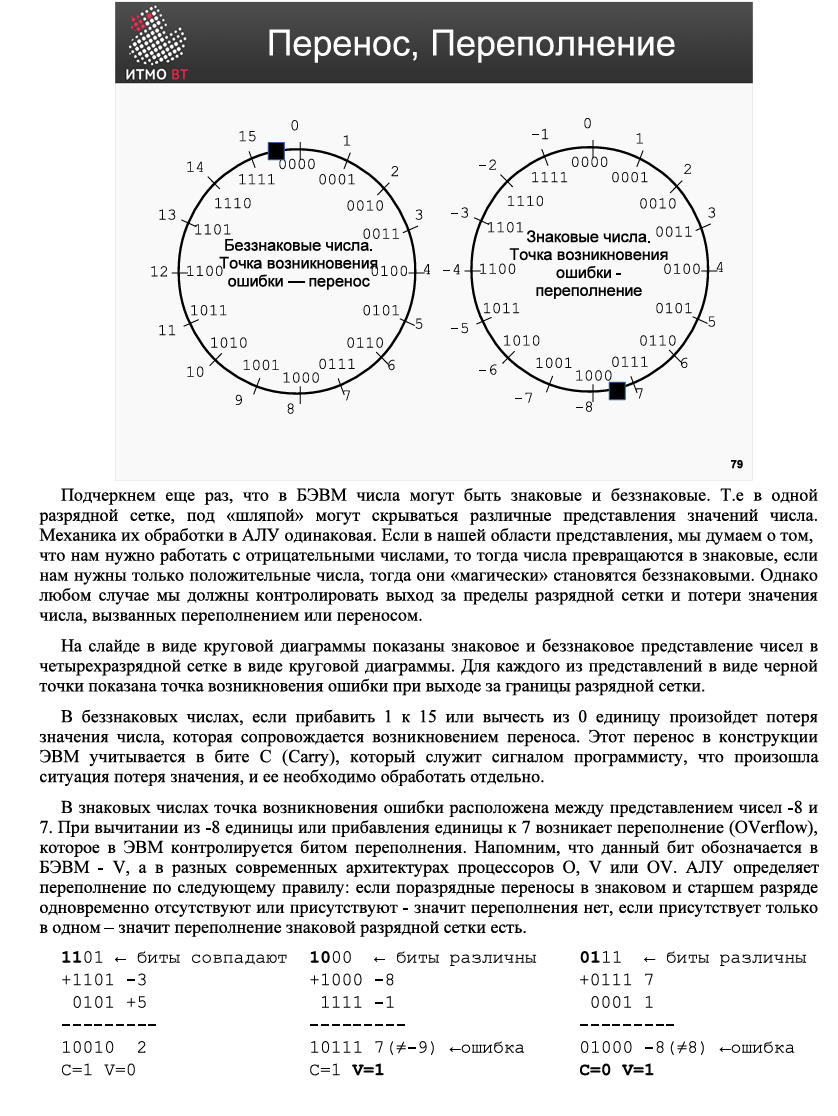 ИТМО ВТ
Перенос, Переполнение
0
15
1
0000
14
1111
0001
2
1110
0010
13
3
1101
0011
Беззнаковые числа.
Точка возникновения
ошибки — перенос
12
1100
0100
4
1011
0101
11
5
1010
0110
10
1001
0111
6
1000
9
7
8
0
-1
1
0000
-2
1111
0001
2
1110
0010
-3
3
1101
0011
Знаковые числа.
Точка возникновения
ошибки -
переполнение
-4
1100
0100
4
1011
0101
-5
5
1010
0110
-6
1001
0111
6
1000
-7
7
-8
79
Подчеркнем еще раз, что в БЭВМ числа могут быть знаковые и беззнаковые. Т.е в одной
разрядной сетке, под «шляпой» могут скрываться различные представления значений числа.
Механика их обработки в АЛУ одинаковая. Если в нашей области представления, мы думаем о том,
что нам нужно работать с отрицательными числами, то тогда числа превращаются в знаковые, если
нам нужны только положительные числа, тогда они «магически» становятся беззнаковыми. Однако
любом случае мы должны контролировать выход за пределы разрядной сетки и потери значения
числа, вызванных переполнением или переносом.
На слайде в виде круговой диаграммы показаны знаковое и беззнаковое представление чисел в
четырехразрядной сетке в виде круговой диаграммы. Для каждого из представлений в виде черной
точки показана точка возникновения ошибки при выходе за границы разрядной сетки.
В беззнаковых числах, если прибавить 1 к 15 или вычесть из 0 единицу произойдет потеря
значения числа, которая сопровождается возникновением переноса. Этот перенос в конструкции
ЭВМ учитывается в бите C (Carry), который служит сигналом программисту, что произошла
ситуация потеря значения, и ее необходимо обработать отдельно.
В знаковых числах точка возникновения ошибки расположена между представлением чисел -8 и
7. При вычитании из -8 единицы или прибавления единицы к 7 возникает переполнение (OVerflow),
которое в ЭВМ контролируется битом переполнения. Напомним, что данный бит обозначается в
БЭВМ - V, а в разных современных архитектурах процессоров O, V или OV. АЛУ определяет
переполнение по следующему правилу: если поразрядные переносы в знаковом и старшем разряде
одновременно отсутствуют или присутствуют - значит переполнения нет, если присутствует только
в одном – значит переполнение знаковой разрядной сетки есть.
1101 ← биты совпадают 1000 ← биты различны 0111 ← биты различны
+1101 -3 +1000 -8 +0111 7
0101 +5 1111 -1 0001 1
--------- --------- ---------
10010 2 10111 7(≠-9) ←ошибка 01000 -8(≠8) ←ошибка
C=1 V=0 C=1 V=1 C=0 V=1